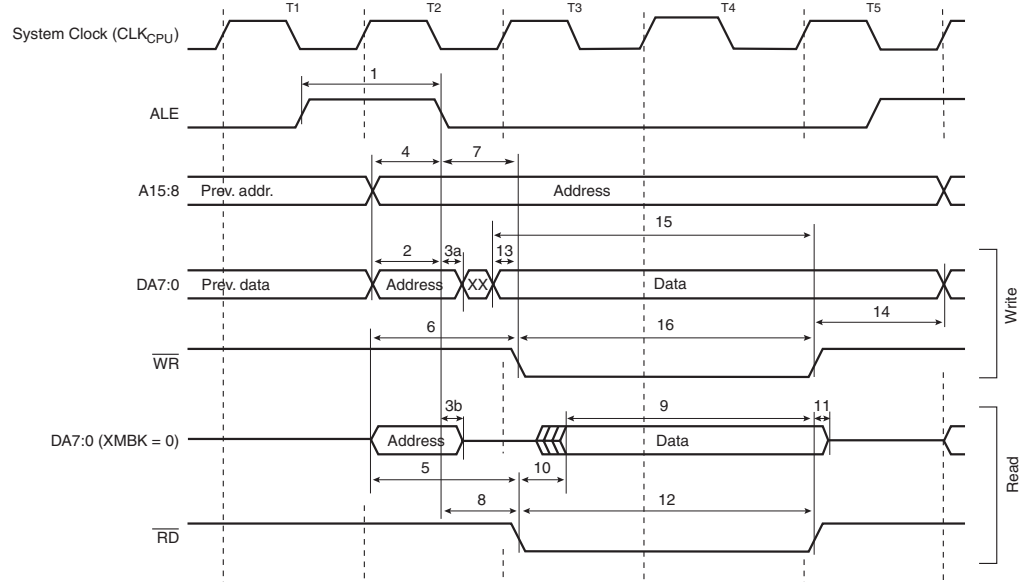 T1 T2 T3 T4 T5
System Clock (CLKCPU)
1
ALE
4 7
A15:8 Prev. addr. Address
15
2 3a 13
DA7:0 Prev. data Address XX Data
14
6 16
WR
Write
3b 9 11
DA7:0 (XMBK = 0) Address Data
5 10
Read
8 12
RD